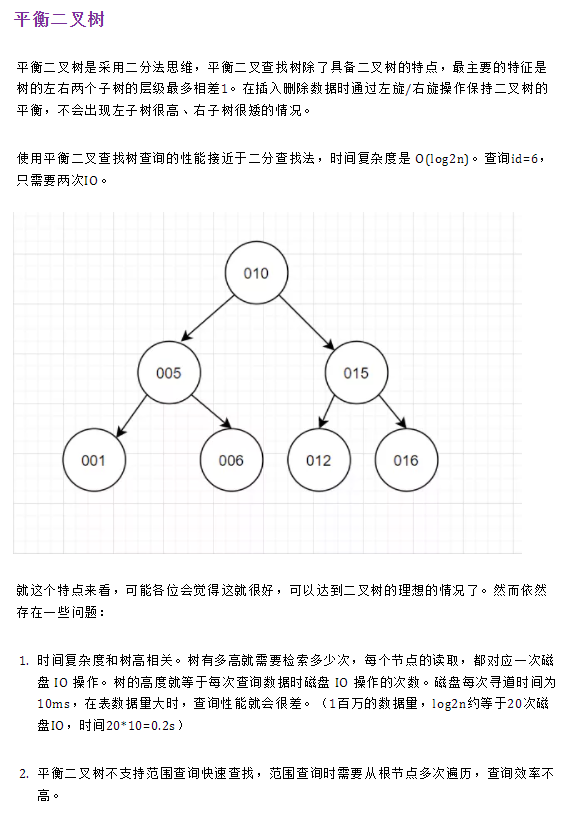 平衡二叉树
平衡二叉树是采用二分法思维，平衡二叉查找树除了具备二叉树的特点，最主要的特征是
树的左右两个子树的层级最多相差1。在插入删除数据时通过左旋/右旋操作保持二叉树的
平衡，不会出现左子树很高、右子树很矮的情况。
使用平衡二叉查找树查询的性能接近于二分查找法，时间复杂度是 O(log2n)。查询id=6，
只需要两次IO。
010
005
015
001
006
012
016
就这个特点来看，可能各位会觉得这就很好，可以达到二叉树的理想的情况了。然而依然
存在一些问题：
1. 时间复杂度和树高相关。树有多高就需要检索多少次，每个节点的读取，都对应一次磁
盘 IO 操作。树的高度就等于每次查询数据时磁盘 IO 操作的次数。磁盘每次寻道时间为
10ms，在表数据量大时，查询性能就会很差。（1百万的数据量，log2n约等于20次磁
盘IO，时间20*10=0.2s）
2. 平衡二叉树不支持范围查询快速查找，范围查询时需要从根节点多次遍历，查询效率不
高。